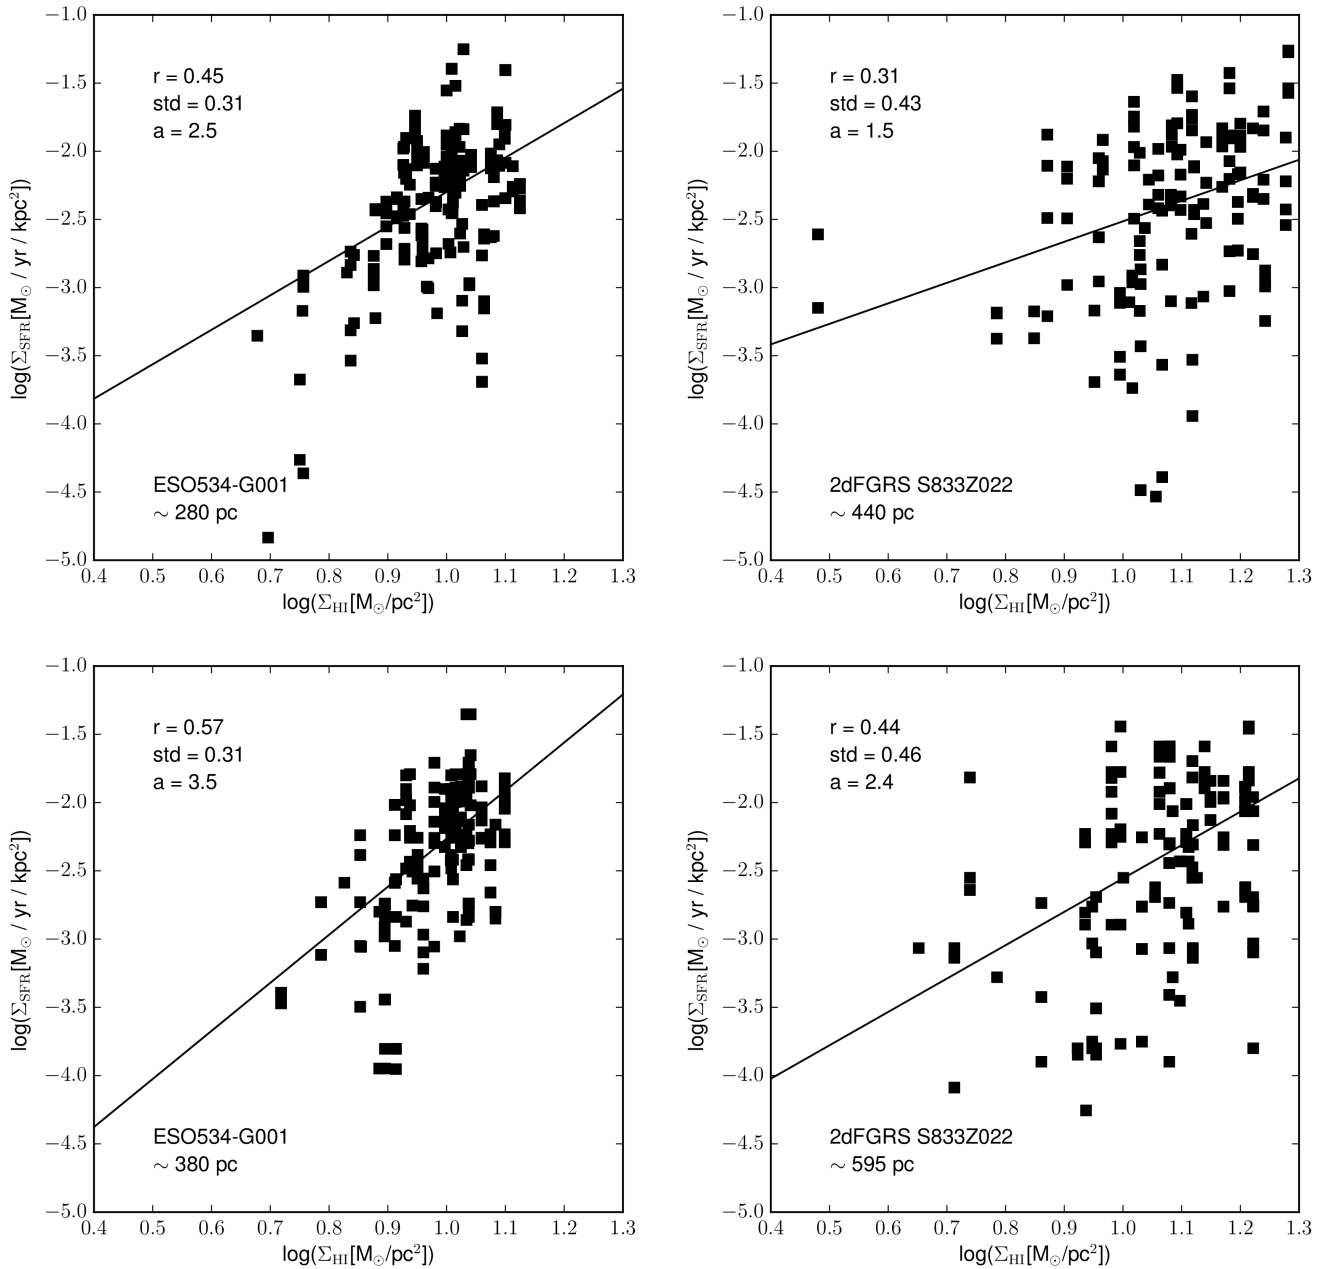 −1.0
−1.5
−2.0
−2.5
−3.0
−3.5
−4.0
−4.5
−5.0
log(Σ_SFR[M_⊙ / yr / kpc²])
r = 0.45
std = 0.31
a = 2.5
ESO534-G001
∼ 280 pc
0.4 0.5 0.6 0.7 0.8 0.9 1.0 1.1 1.2 1.3
log(Σ_HI[M_⊙/pc²])
−1.0
−1.5
−2.0
−2.5
−3.0
−3.5
−4.0
−4.5
−5.0
log(Σ_SFR[M_⊙ / yr / kpc²])
r = 0.31
std = 0.43
a = 1.5
2dFGRS S833Z022
∼ 440 pc
0.4 0.5 0.6 0.7 0.8 0.9 1.0 1.1 1.2 1.3
log(Σ_HI[M_⊙/pc²])
−1.0
−1.5
−2.0
−2.5
−3.0
−3.5
−4.0
−4.5
−5.0
log(Σ_SFR[M_⊙ / yr / kpc²])
r = 0.57
std = 0.31
a = 3.5
ESO534-G001
∼ 380 pc
0.4 0.5 0.6 0.7 0.8 0.9 1.0 1.1 1.2 1.3
log(Σ_HI[M_⊙/pc²])
−1.0
−1.5
−2.0
−2.5
−3.0
−3.5
−4.0
−4.5
−5.0
log(Σ_SFR[M_⊙ / yr / kpc²])
r = 0.44
std = 0.46
a = 2.4
2dFGRS S833Z022
∼ 595 pc
0.4 0.5 0.6 0.7 0.8 0.9 1.0 1.1 1.2 1.3
log(Σ_HI[M_⊙/pc²])